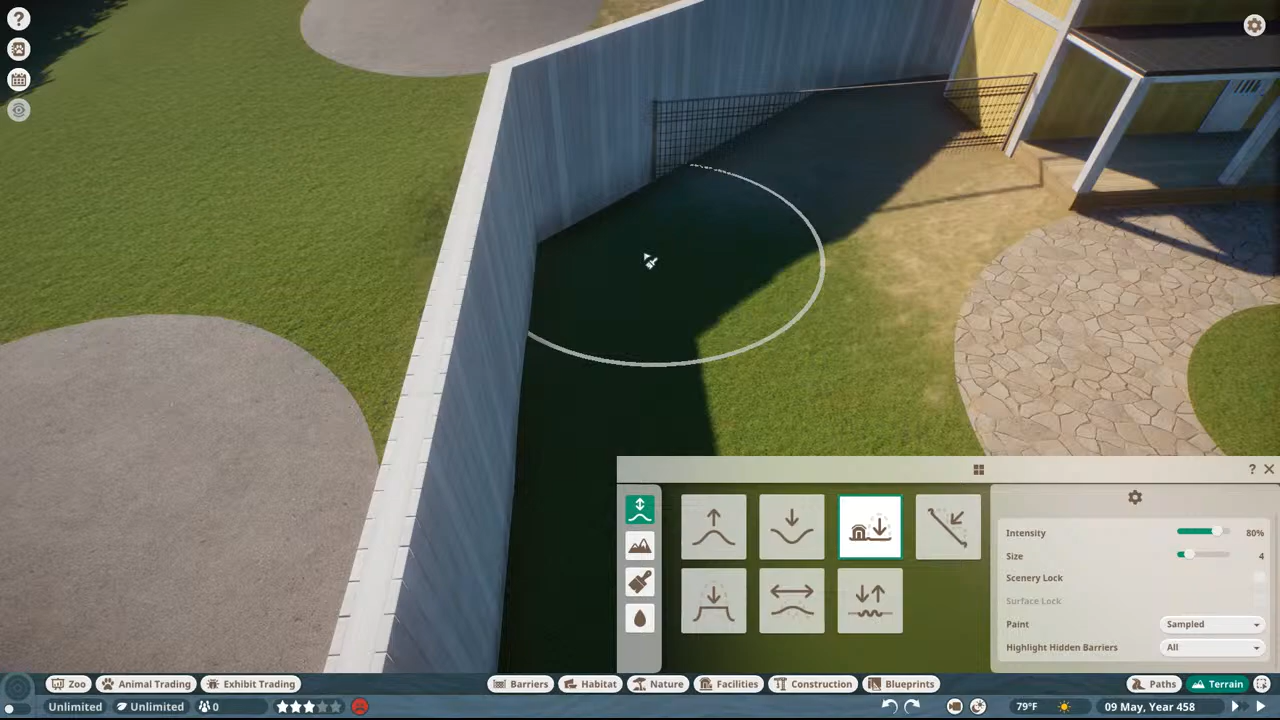 ?
? ×
Intensity 80%
Size 4
Scenery Lock
Surface Lock
Paint Sampled
Highlight Hidden Barriers All
Zoo Animal Trading Exhibit Trading Barriers Habitat Nature Facilities Construction Blueprints Paths Terrain
Unlimited Unlimited 0 79°F 09 May, Year 458